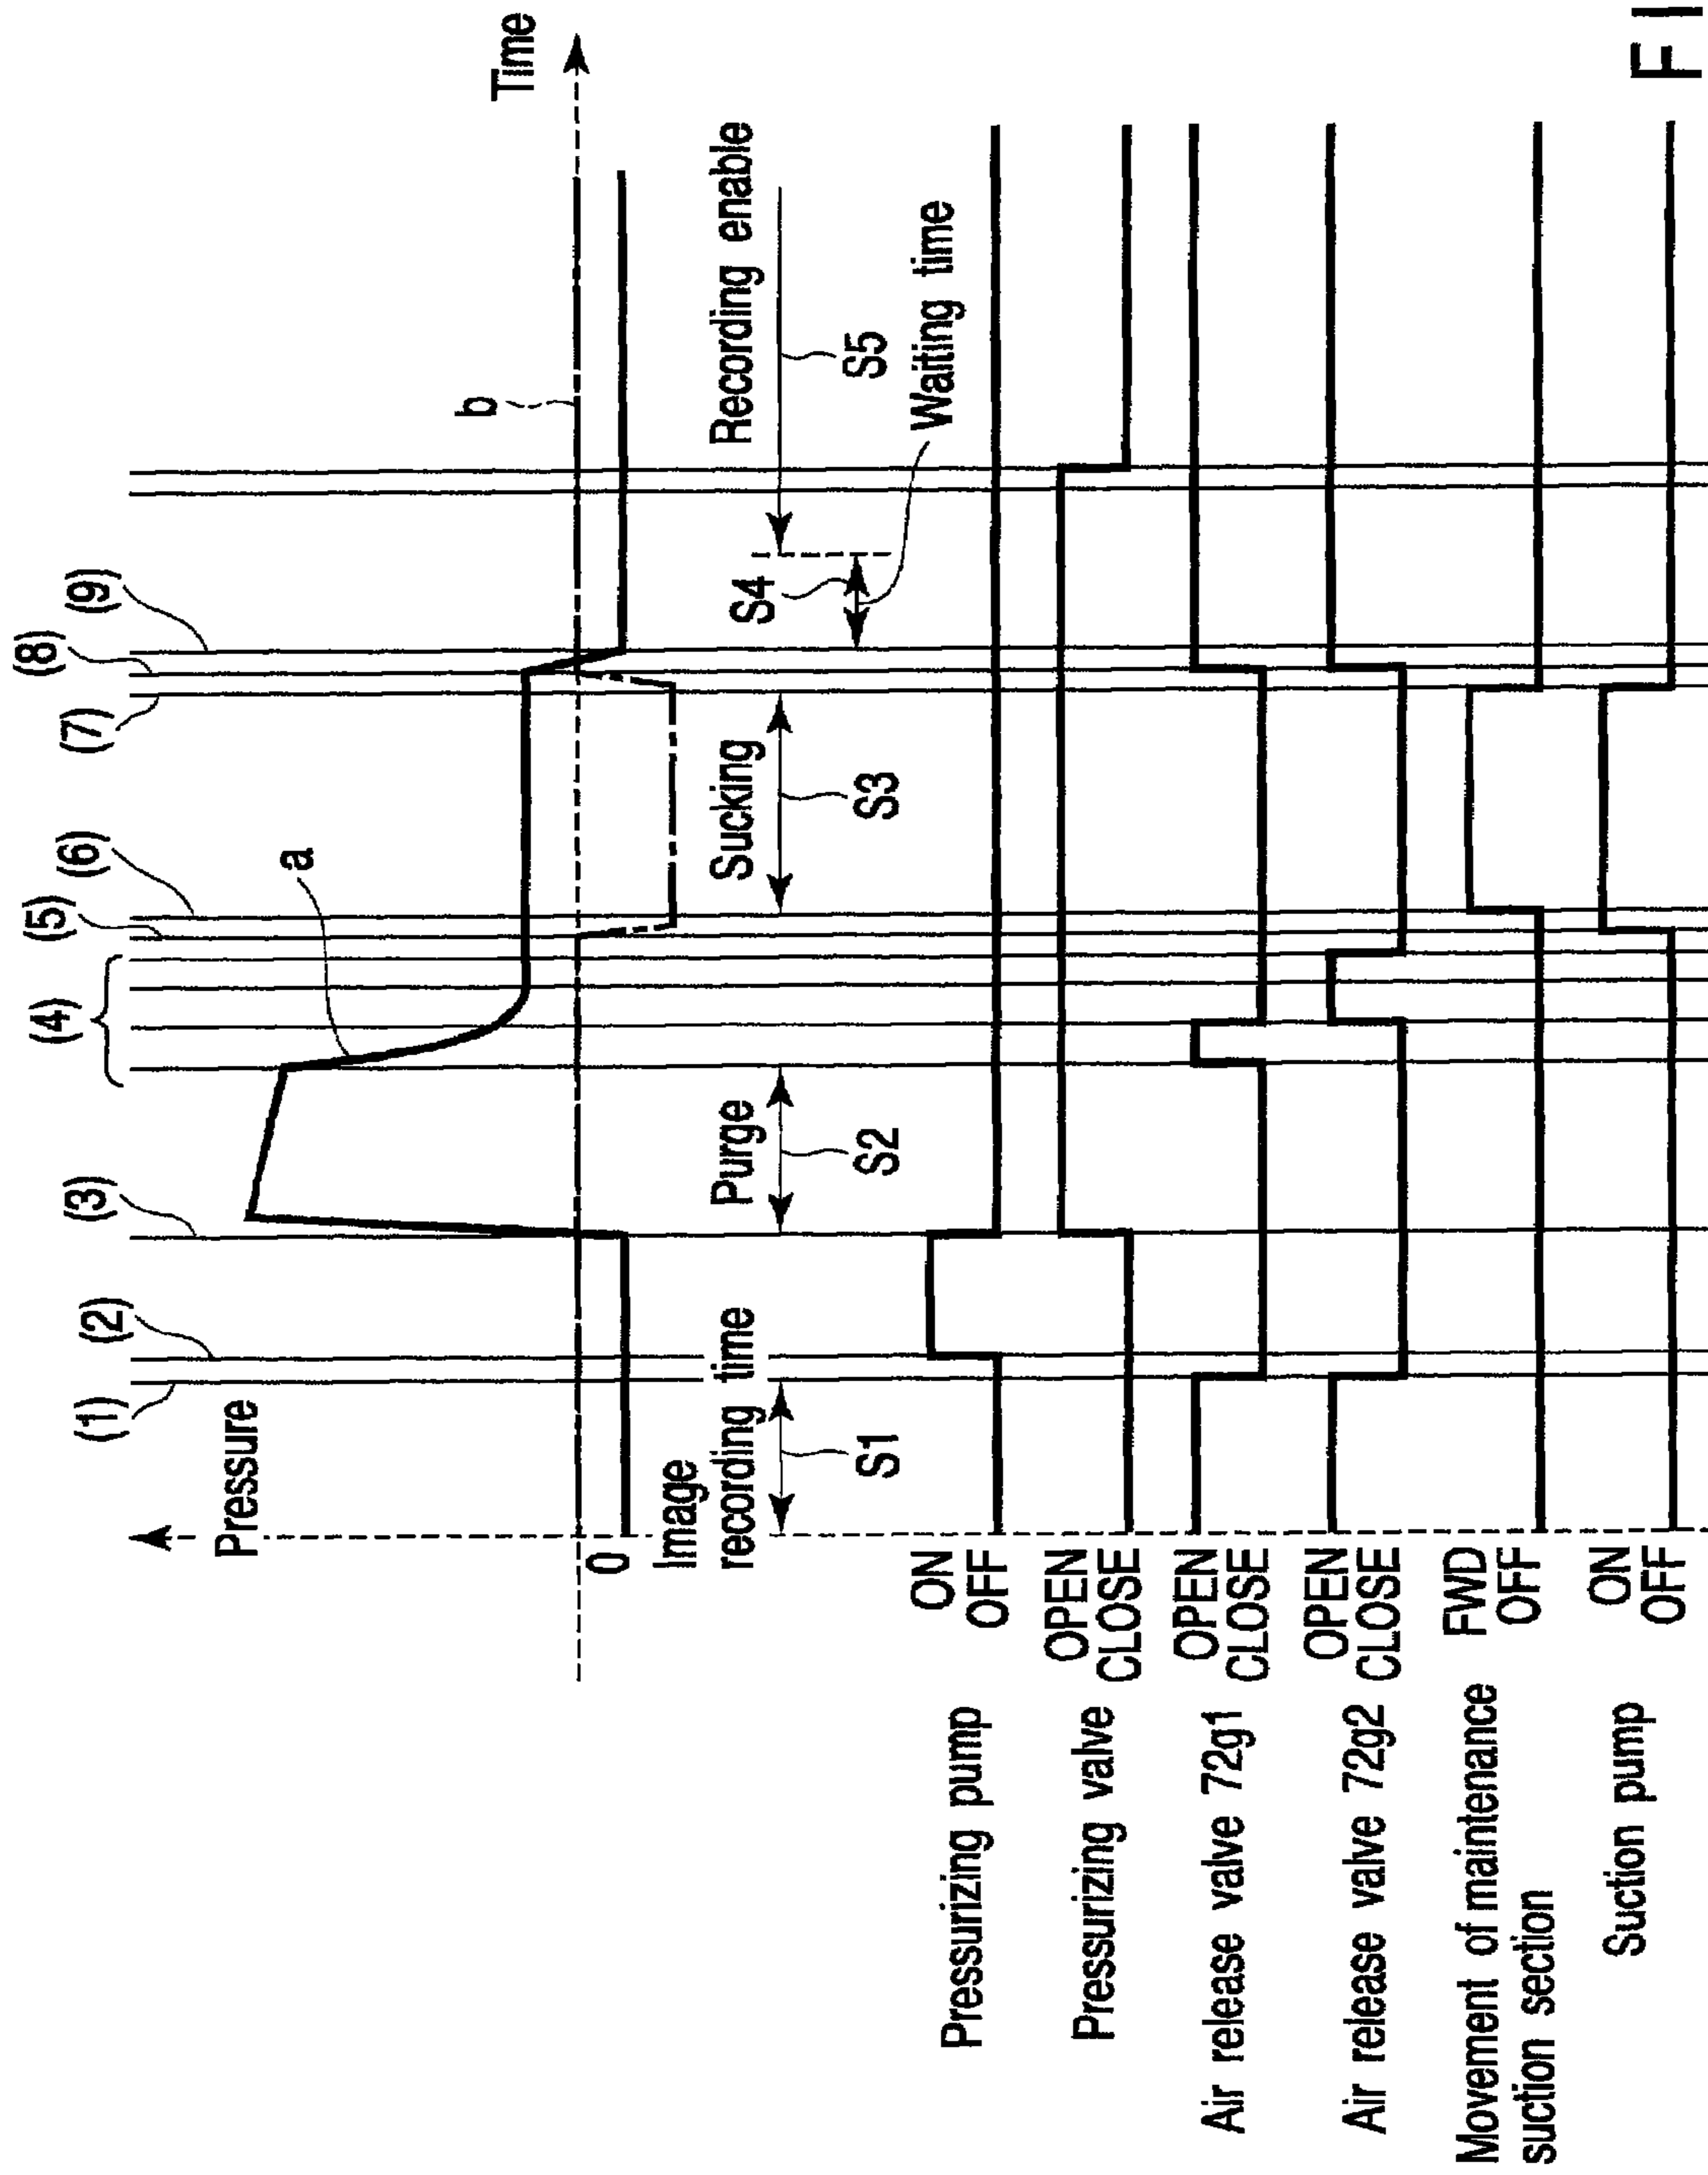 (1)
(2)
(3)
(4)
(5)
(6)
(7)
(8)
(9)
Pressure
a
b
Time
0
Image
recording time
Purge
Sucking
Recording enable
S1
S2
S3
S4
S5
Waiting time
Pressurizing pump
ON
OFF
Pressurizing valve
OPEN
CLOSE
Air release valve 72g1
OPEN
CLOSE
Air release valve 72g2
OPEN
CLOSE
Movement of maintenance
suction section
FWD
OFF
Suction pump
ON
OFF
F I